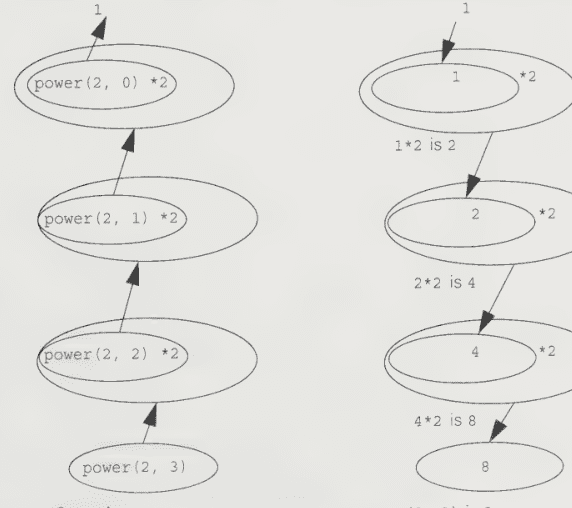 1
power(2, 0) *2
power(2, 1) *2
power(2, 2) *2
power(2, 3)
1
1 *2
1*2 is 2
2 *2
2*2 is 4
4 *2
4*2 is 8
8